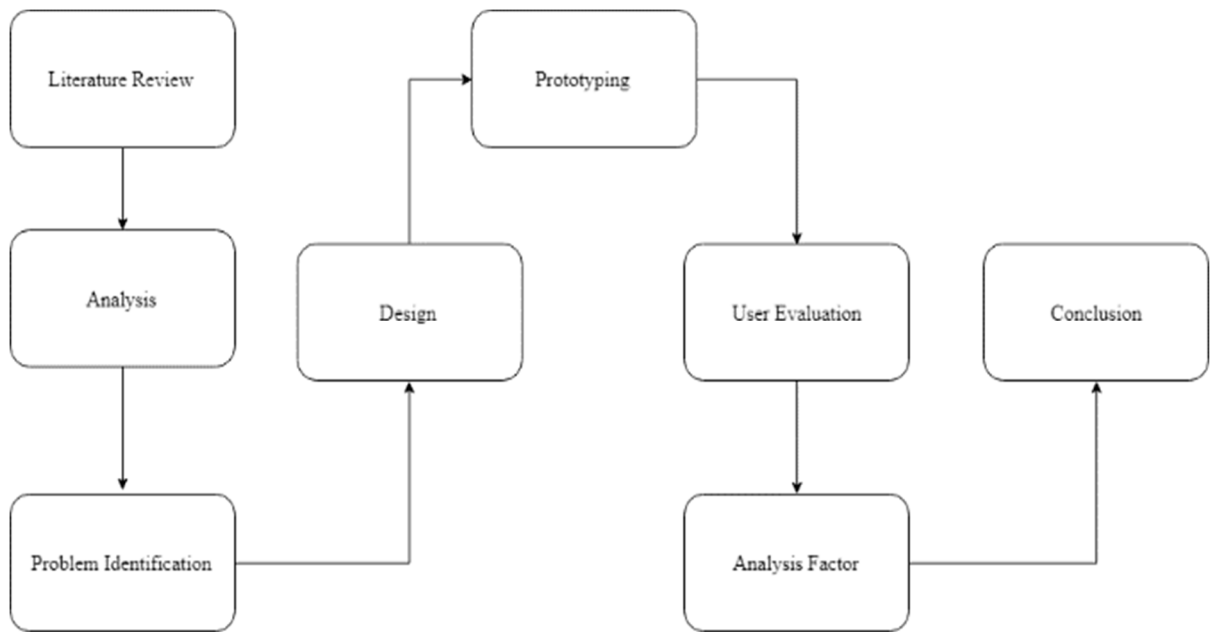 Literature Review
Analysis
Problem Identification
Design
Prototyping
User Evaluation
Analysis Factor
Conclusion